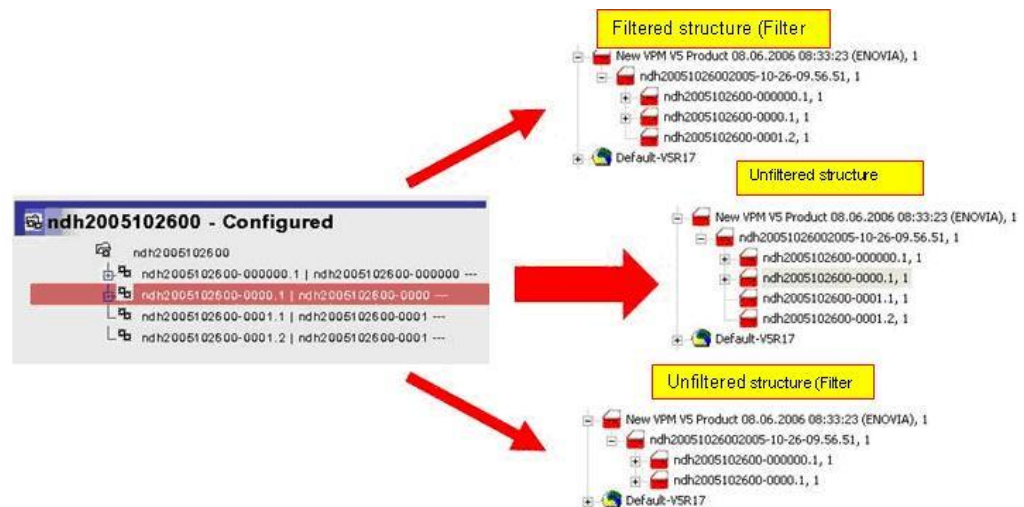 Filtered structure (Filter
New VPM V5 Product 08.06.2006 08:33:23 (ENOVIA), 1
ndh20051026002005-10-26-09.56.51, 1
ndh2005102600-000000.1, 1
ndh2005102600-0000.1, 1
ndh2005102600-0001.2, 1
Default-V5R17
ndh2005102600 - Configured
ndh2005102600
ndh2005102600-000000.1 | ndh2005102600-000000 ---
ndh2005102600-0000.1 | ndh2005102600-0000 ---
ndh2005102600-0001.1 | ndh2005102600-0001 ---
ndh2005102600-0001.2 | ndh2005102600-0001 ---
Unfiltered structure
New VPM V5 Product 08.06.2006 08:33:23 (ENOVIA), 1
ndh20051026002005-10-26-09.56.51, 1
ndh2005102600-000000.1, 1
ndh2005102600-0000.1, 1
ndh2005102600-0001.1, 1
ndh2005102600-0001.2, 1
Default-V5R17
Unfiltered structure (Filter
New VPM V5 Product 08.06.2006 08:33:23 (ENOVIA), 1
ndh20051026002005-10-26-09.56.51, 1
ndh2005102600-000000.1, 1
ndh2005102600-0000.1, 1
Default-V5R17